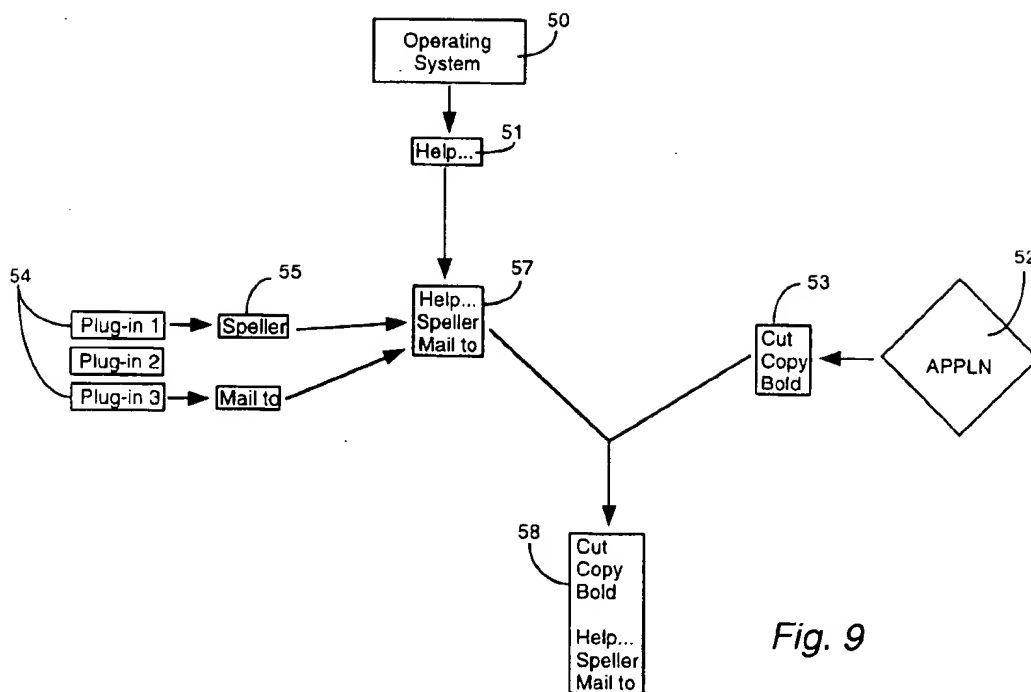 50
Operating
System
51
Help...
54
55
57
52
53
Plug-in 1
Speller
Plug-in 2
Plug-in 3
Mail to
Help...
Speller
Mail to
Cut
Copy
Bold
APPLN
58
Cut
Copy
Bold
Help...
Speller
Mail to
Fig. 9